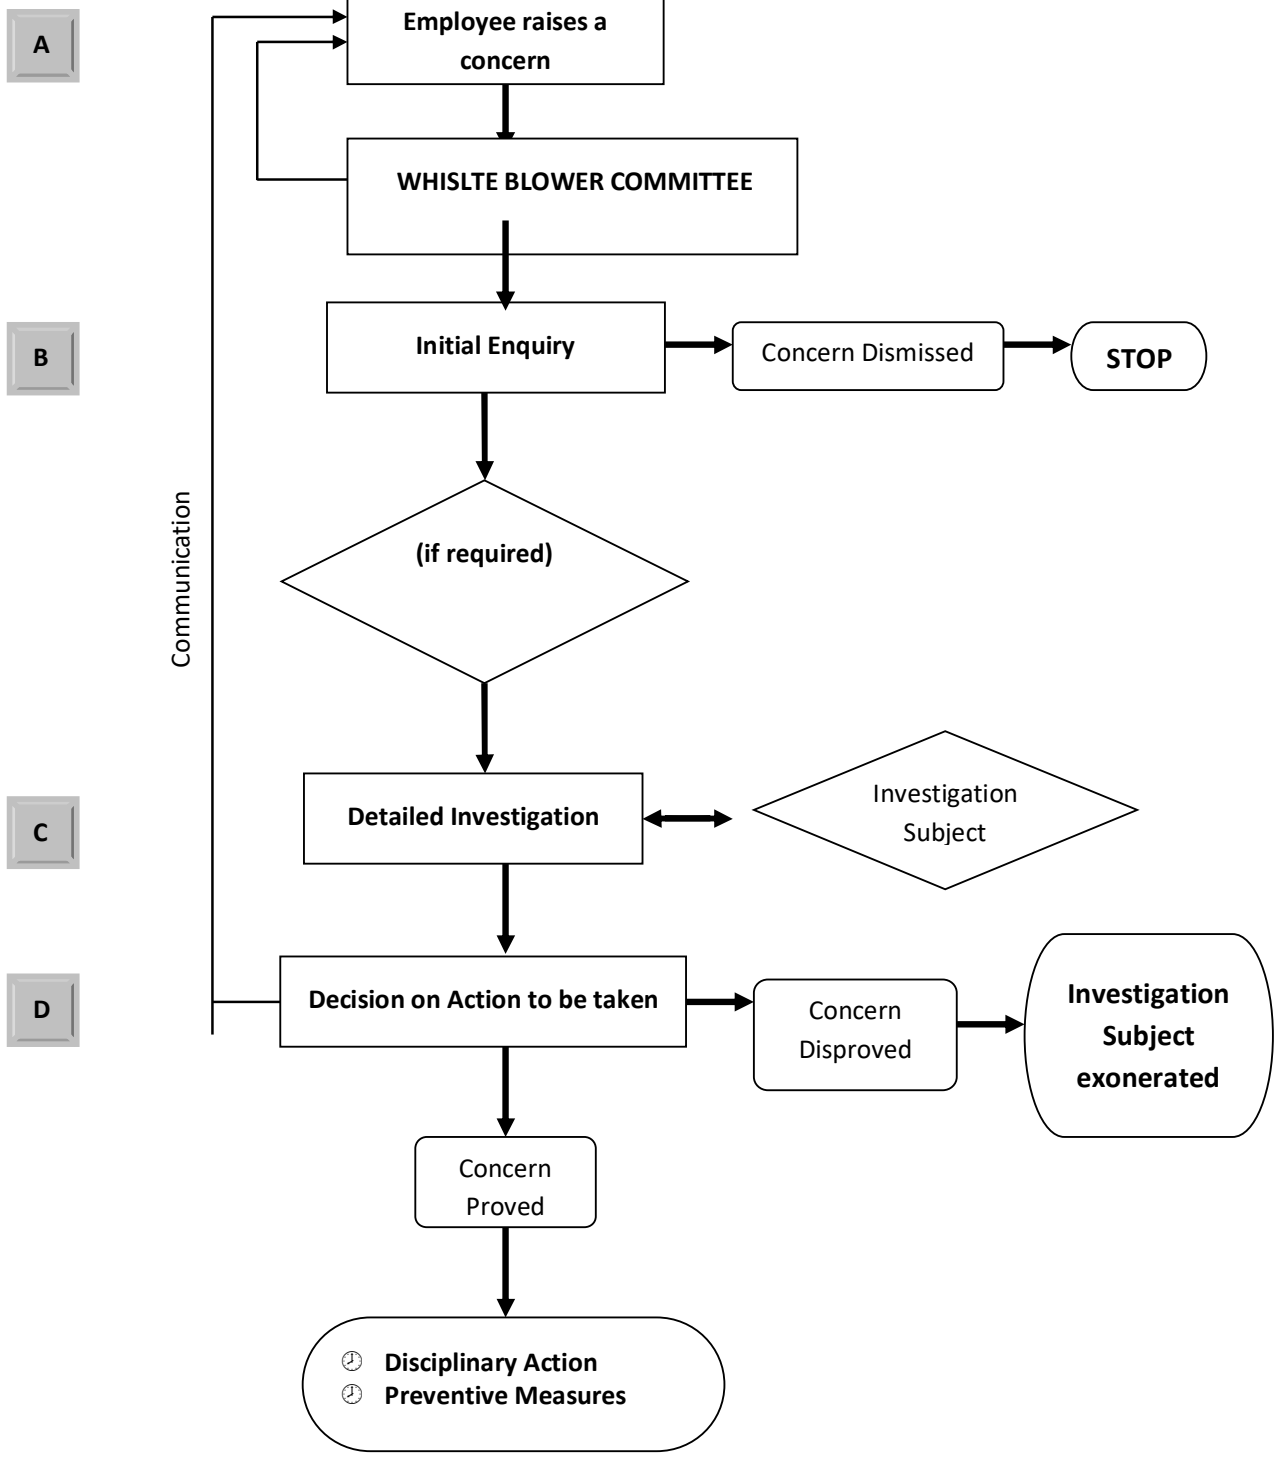 A
Employee raises a
concern
WHISLTE BLOWER COMMITTEE
B
Initial Enquiry
Concern Dismissed
STOP
Communication
(if required)
C
Detailed Investigation
Investigation
Subject
D
Decision on Action to be taken
Concern
Disproved
Investigation
Subject
exonerated
Concern
Proved
Disciplinary Action
Preventive Measures